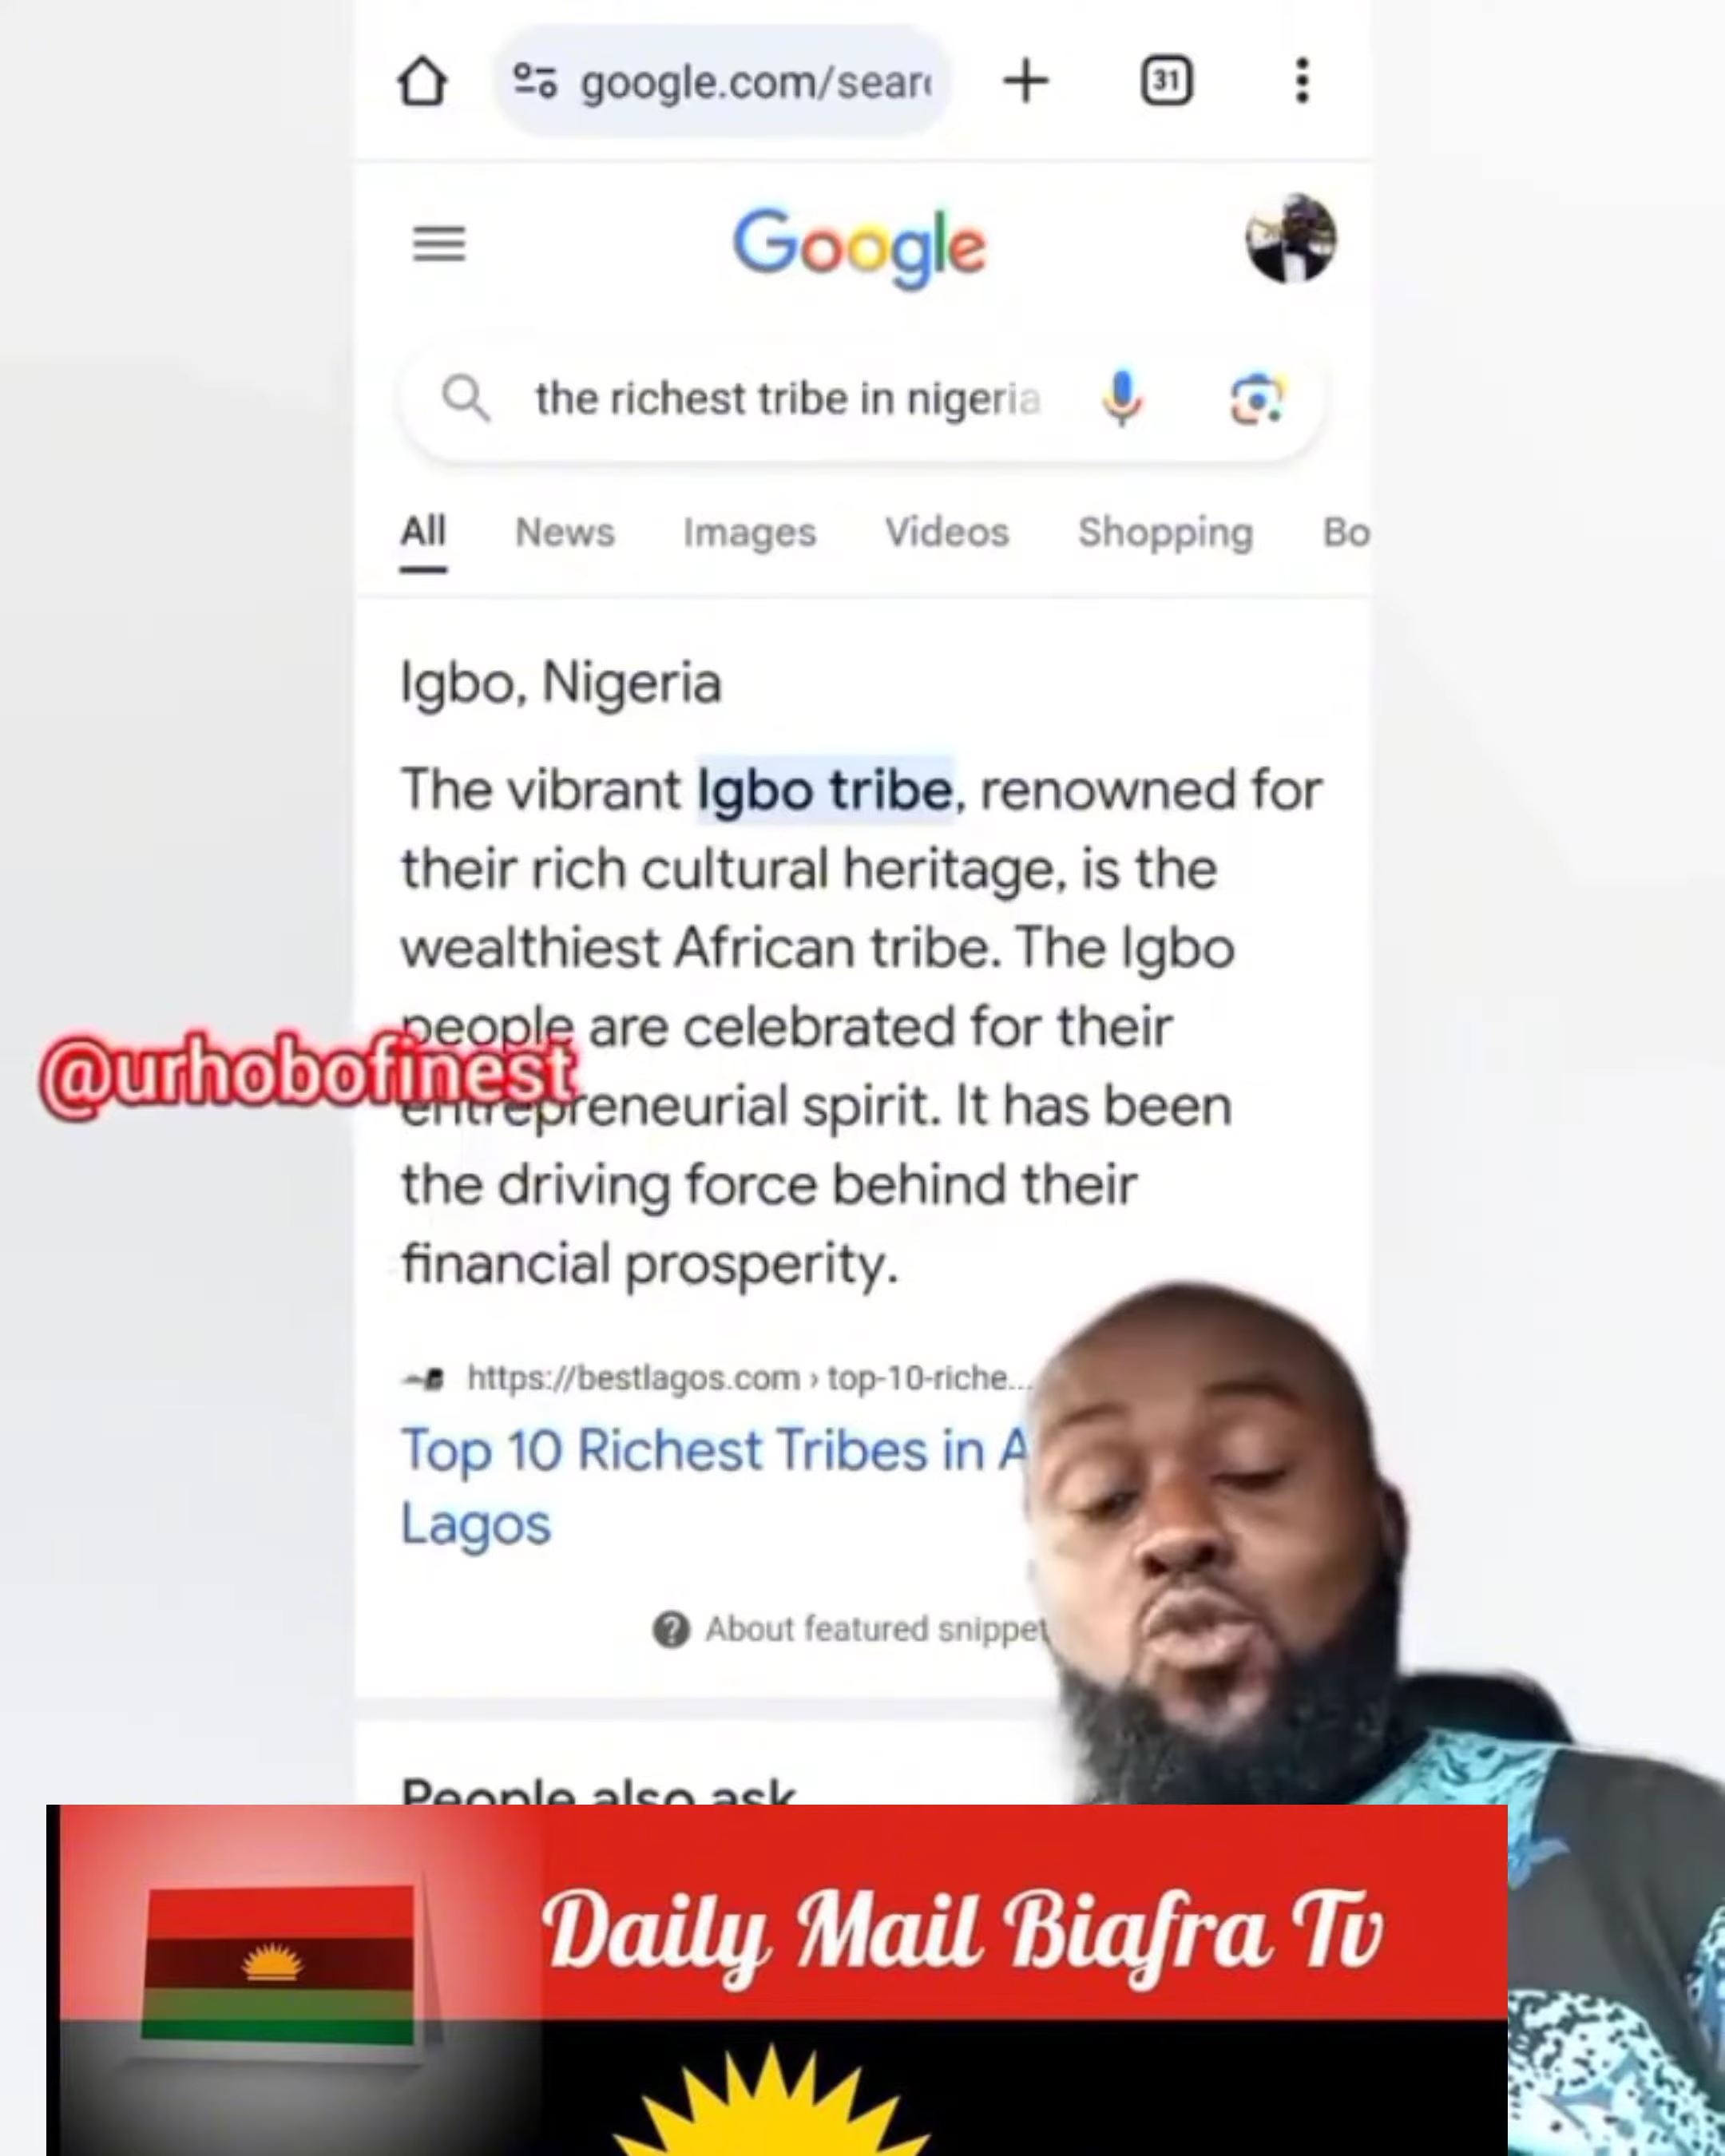 google.com/sear
31
Google
the richest tribe in nigeria
All News Images Videos Shopping Bo
Igbo, Nigeria
The vibrant Igbo tribe, renowned for
their rich cultural heritage, is the
wealthiest African tribe. The Igbo
people are celebrated for their
@urhobofinest
entrepreneurial spirit. It has been
the driving force behind their
financial prosperity.
https://bestlagos.com › top-10-riche...
Top 10 Richest Tribes in A
Lagos
About featured snippet
People also ask
Daily Mail Biafra Tv